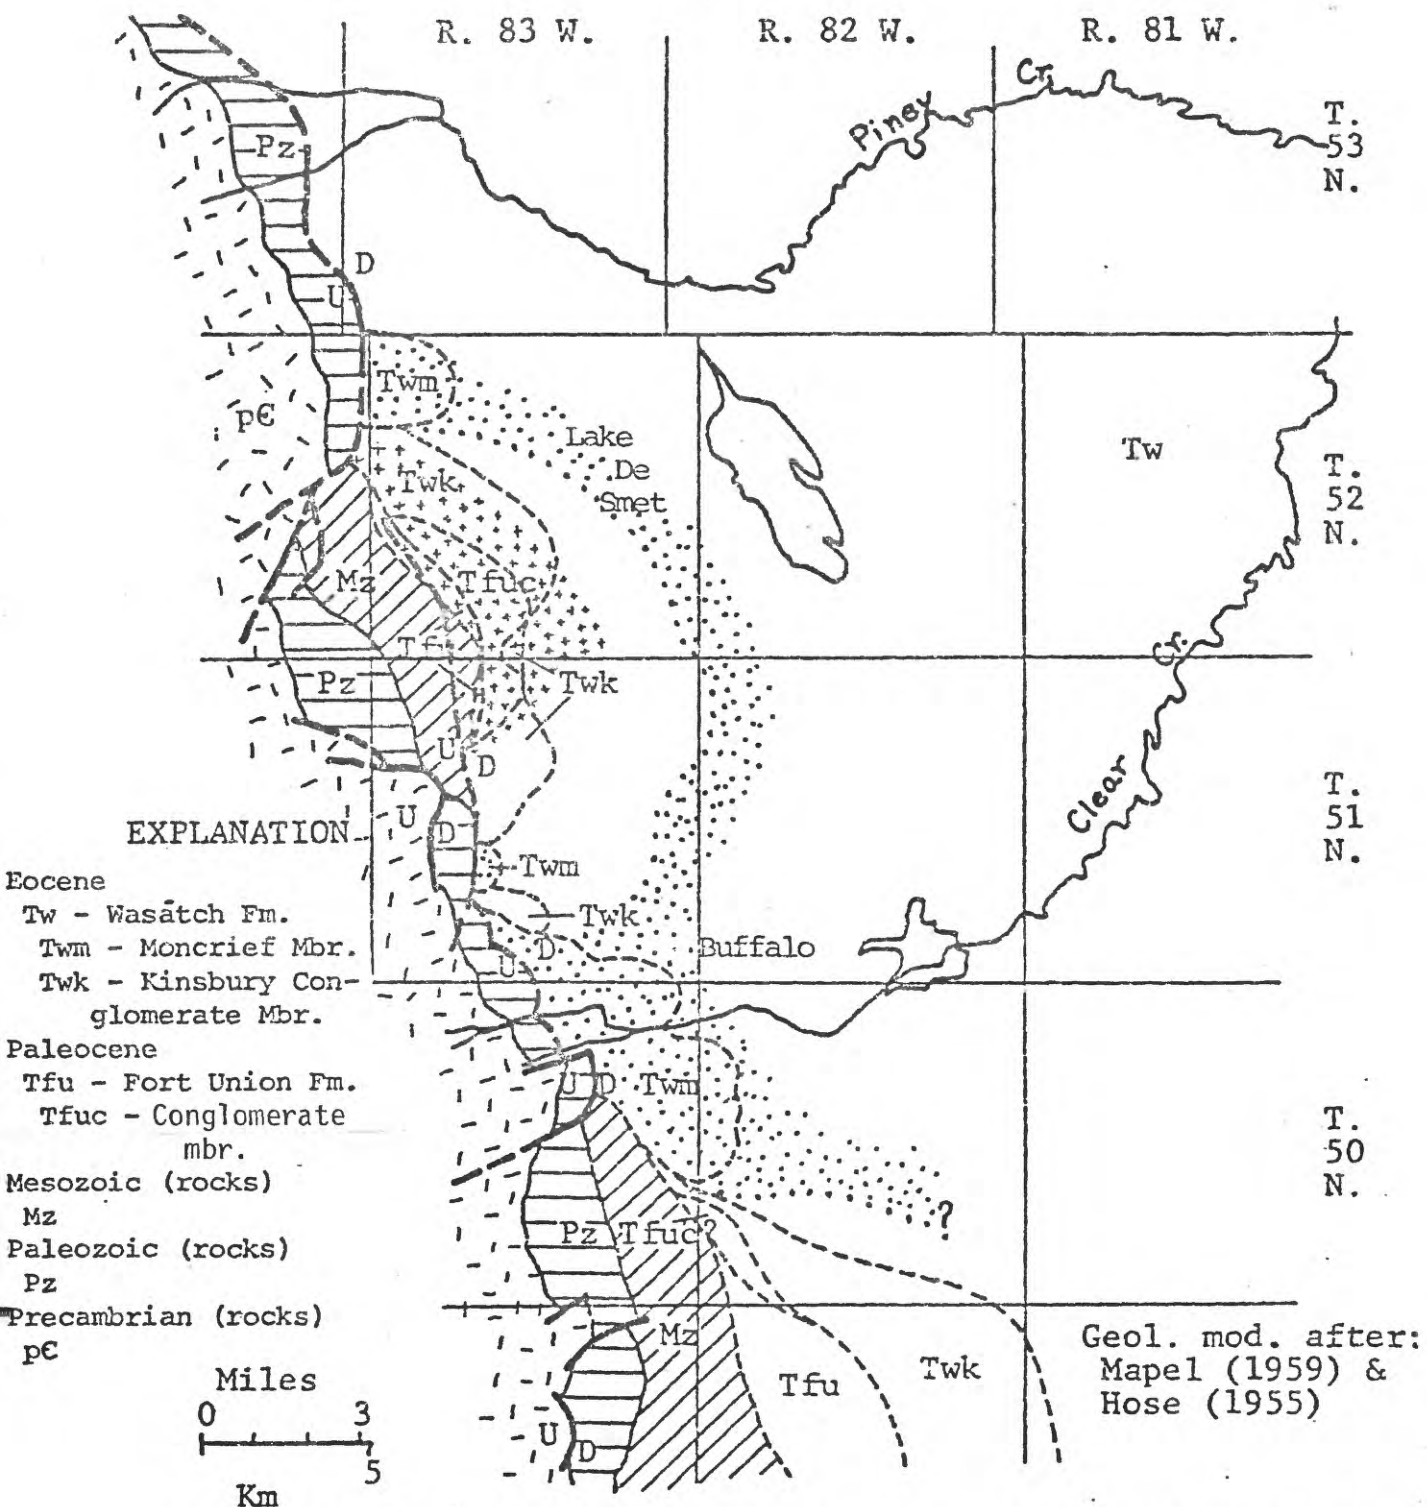 R. 83 W.
R. 82 W.
R. 81 W.
Piney
Cr.
T.
53
N.
Pz
D
U
Twm
pЄ
Lake
De
Smet
Tw
T.
52
N.
Twk
Mz
Tfuc
Tfu
Pz
Twk
Cr.
Clear
U
D
T.
51
N.
U
D
Twm
Twk
D
U
Buffalo
EXPLANATION
Eocene
Tw - Wasatch Fm.
Twm - Moncrief Mbr.
Twk - Kinsbury Con-
glomerate Mbr.
Paleocene
Tfu - Fort Union Fm.
Tfuc - Conglomerate
mbr.
Mesozoic (rocks)
Mz
Paleozoic (rocks)
Pz
Precambrian (rocks)
pЄ
U D Twm
T.
50
N.
Pz Tfuc?
?
Mz
Tfu
Twk
U
D
Geol. mod. after:
Mapel (1959) &
Hose (1955)
Miles
0 3
5
Km